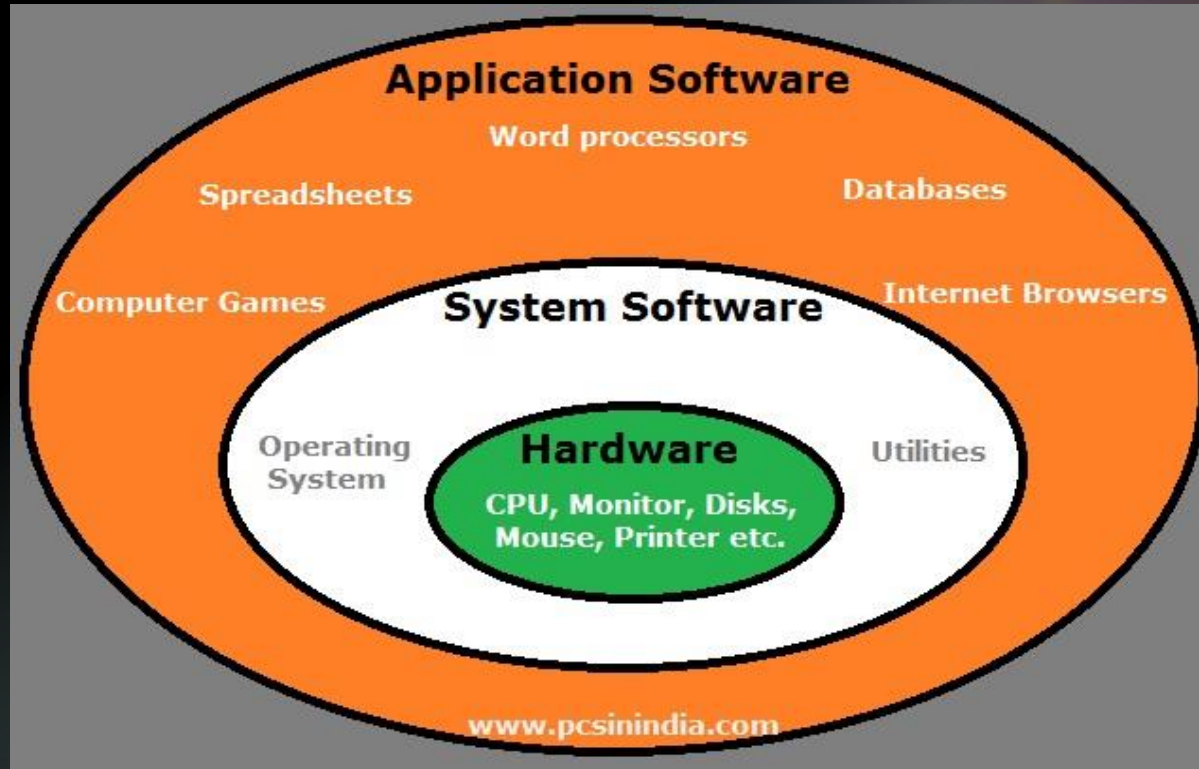 Application Software
Word processors
Spreadsheets
Databases
Computer Games
Internet Browsers
System Software
Operating
System
Utilities
Hardware
CPU, Monitor, Disks,
Mouse, Printer etc.
www.pcsinindia.com